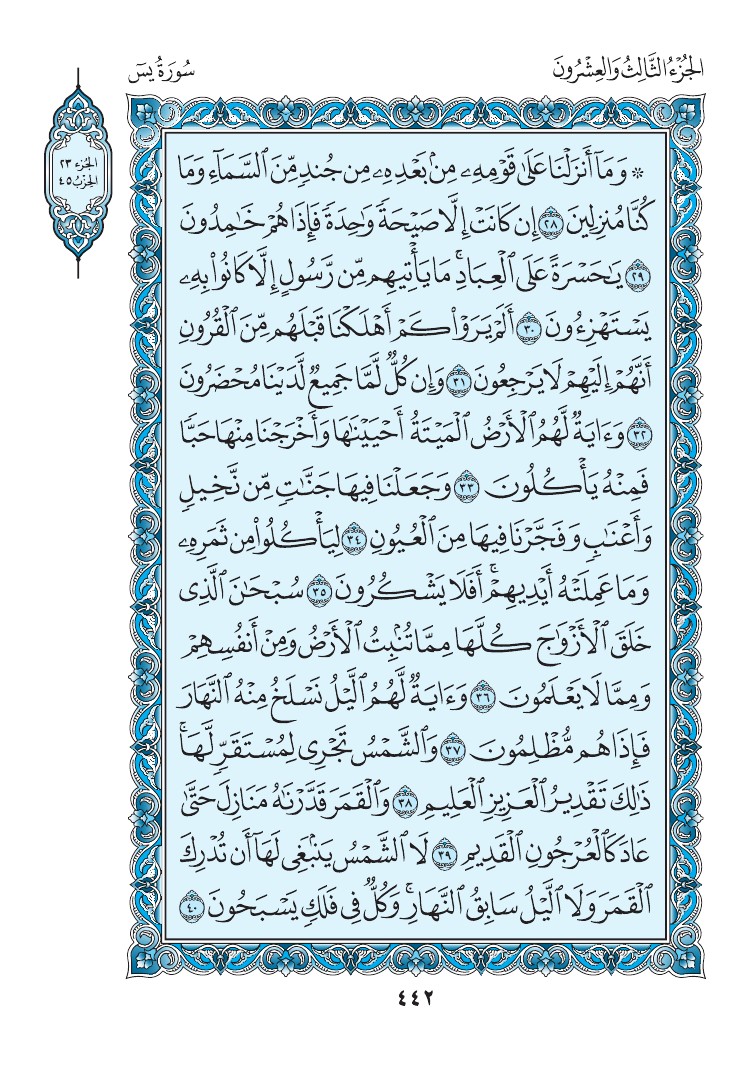 الجُزْءُ الثَّالِثُ وَالعِشْرُونَ
سُورَةُ يسٓ
الجزء ٢٣
الحزب ٤٥
۞ وَمَآ أَنزَلْنَا عَلَىٰ قَوْمِهِۦ مِنۢ بَعْدِهِۦ مِن جُندٍ مِّنَ ٱلسَّمَآءِ وَمَا
كُنَّا مُنزِلِينَ ٢٨ إِن كَانَتْ إِلَّا صَيْحَةً وَٰحِدَةً فَإِذَا هُمْ خَٰمِدُونَ
٢٩ يَٰحَسْرَةً عَلَى ٱلْعِبَادِ ۚ مَا يَأْتِيهِم مِّن رَّسُولٍ إِلَّا كَانُوا۟ بِهِۦ
يَسْتَهْزِءُونَ ٣٠ أَلَمْ يَرَوْا۟ كَمْ أَهْلَكْنَا قَبْلَهُم مِّنَ ٱلْقُرُونِ
أَنَّهُمْ إِلَيْهِمْ لَا يَرْجِعُونَ ٣١ وَإِن كُلٌّ لَّمَّا جَمِيعٌ لَّدَيْنَا مُحْضَرُونَ
٣٢ وَءَايَةٌ لَّهُمُ ٱلْأَرْضُ ٱلْمَيْتَةُ أَحْيَيْنَٰهَا وَأَخْرَجْنَا مِنْهَا حَبًّا
فَمِنْهُ يَأْكُلُونَ ٣٣ وَجَعَلْنَا فِيهَا جَنَّٰتٍ مِّن نَّخِيلٍ
وَأَعْنَٰبٍ وَفَجَّرْنَا فِيهَا مِنَ ٱلْعُيُونِ ٣٤ لِيَأْكُلُوا۟ مِن ثَمَرِهِۦ
وَمَا عَمِلَتْهُ أَيْدِيهِمْ ۖ أَفَلَا يَشْكُرُونَ ٣٥ سُبْحَٰنَ ٱلَّذِى
خَلَقَ ٱلْأَزْوَٰجَ كُلَّهَا مِمَّا تُنۢبِتُ ٱلْأَرْضُ وَمِنْ أَنفُسِهِمْ
وَمِمَّا لَا يَعْلَمُونَ ٣٦ وَءَايَةٌ لَّهُمُ ٱلَّيْلُ نَسْلَخُ مِنْهُ ٱلنَّهَارَ
فَإِذَا هُم مُّظْلِمُونَ ٣٧ وَٱلشَّمْسُ تَجْرِى لِمُسْتَقَرٍّ لَّهَا ۚ
ذَٰلِكَ تَقْدِيرُ ٱلْعَزِيزِ ٱلْعَلِيمِ ٣٨ وَٱلْقَمَرَ قَدَّرْنَٰهُ مَنَازِلَ حَتَّىٰ
عَادَ كَٱلْعُرْجُونِ ٱلْقَدِيمِ ٣٩ لَا ٱلشَّمْسُ يَنۢبَغِى لَهَآ أَن تُدْرِكَ
ٱلْقَمَرَ وَلَا ٱلَّيْلُ سَابِقُ ٱلنَّهَارِ ۚ وَكُلٌّ فِى فَلَكٍ يَسْبَحُونَ ٤٠
٤٤٢